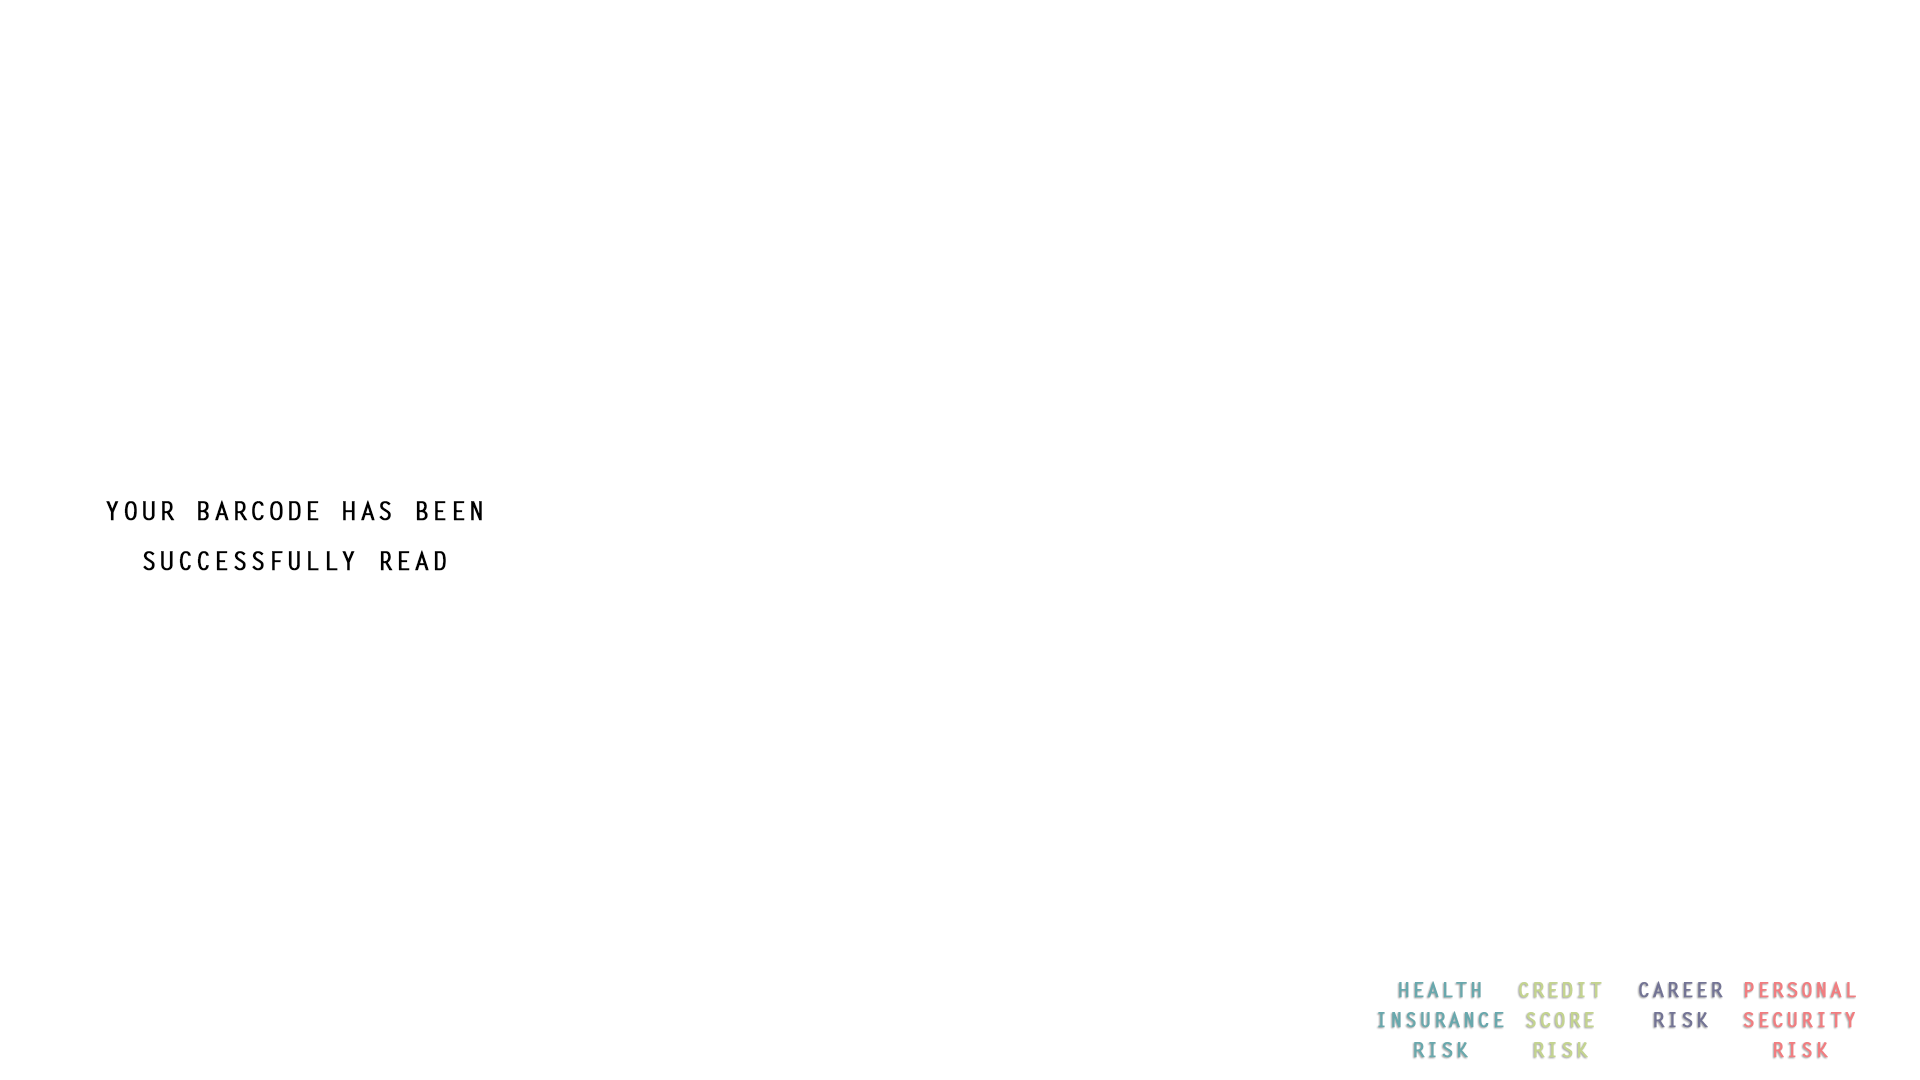 YOUR BARCODE HAS BEEN
SUCCESSFULLY READ
HEALTH
INSURANCE
RISK
CREDIT
SCORE
RISK
CAREER
RISK
PERSONAL
SECURITY
RISK